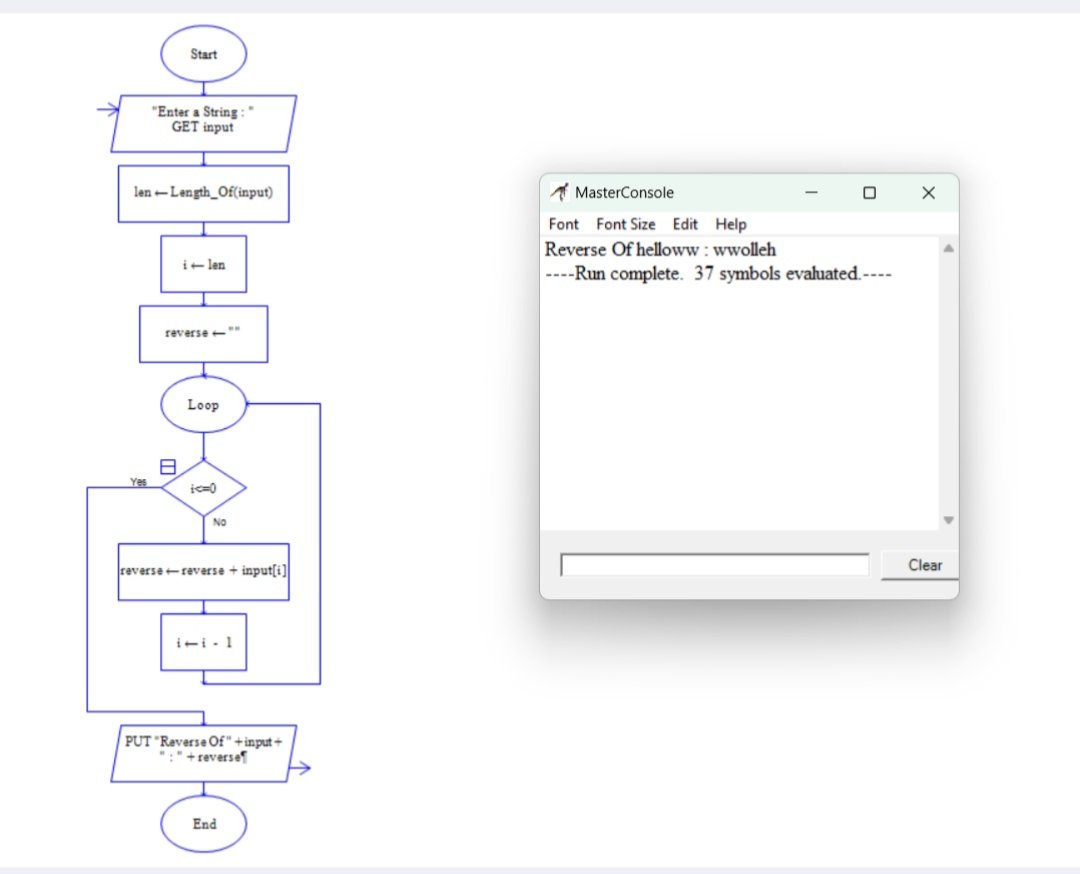 Start
"Enter a String : "
GET input
len ← Length_Of(input)
i ← len
reverse ← ""
Loop
Yes
i<=0
No
reverse ← reverse + input[i]
i ← i - 1
PUT "Reverse Of " + input +
" : " + reverse¶
End
MasterConsole
Font Font Size Edit Help
Reverse Of helloww : wwolleh
----Run complete. 37 symbols evaluated.----
Clear